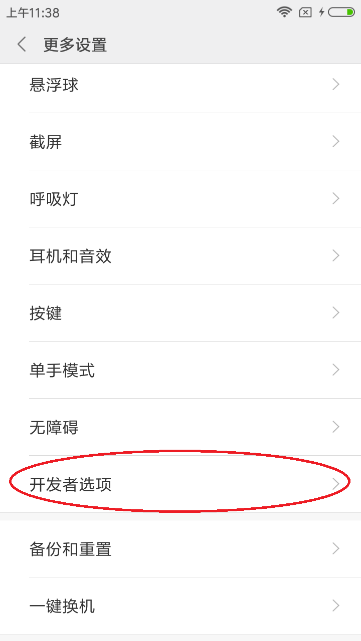 上午11:38
更多设置
悬浮球
截屏
呼吸灯
耳机和音效
按键
单手模式
无障碍
开发者选项
备份和重置
一键换机